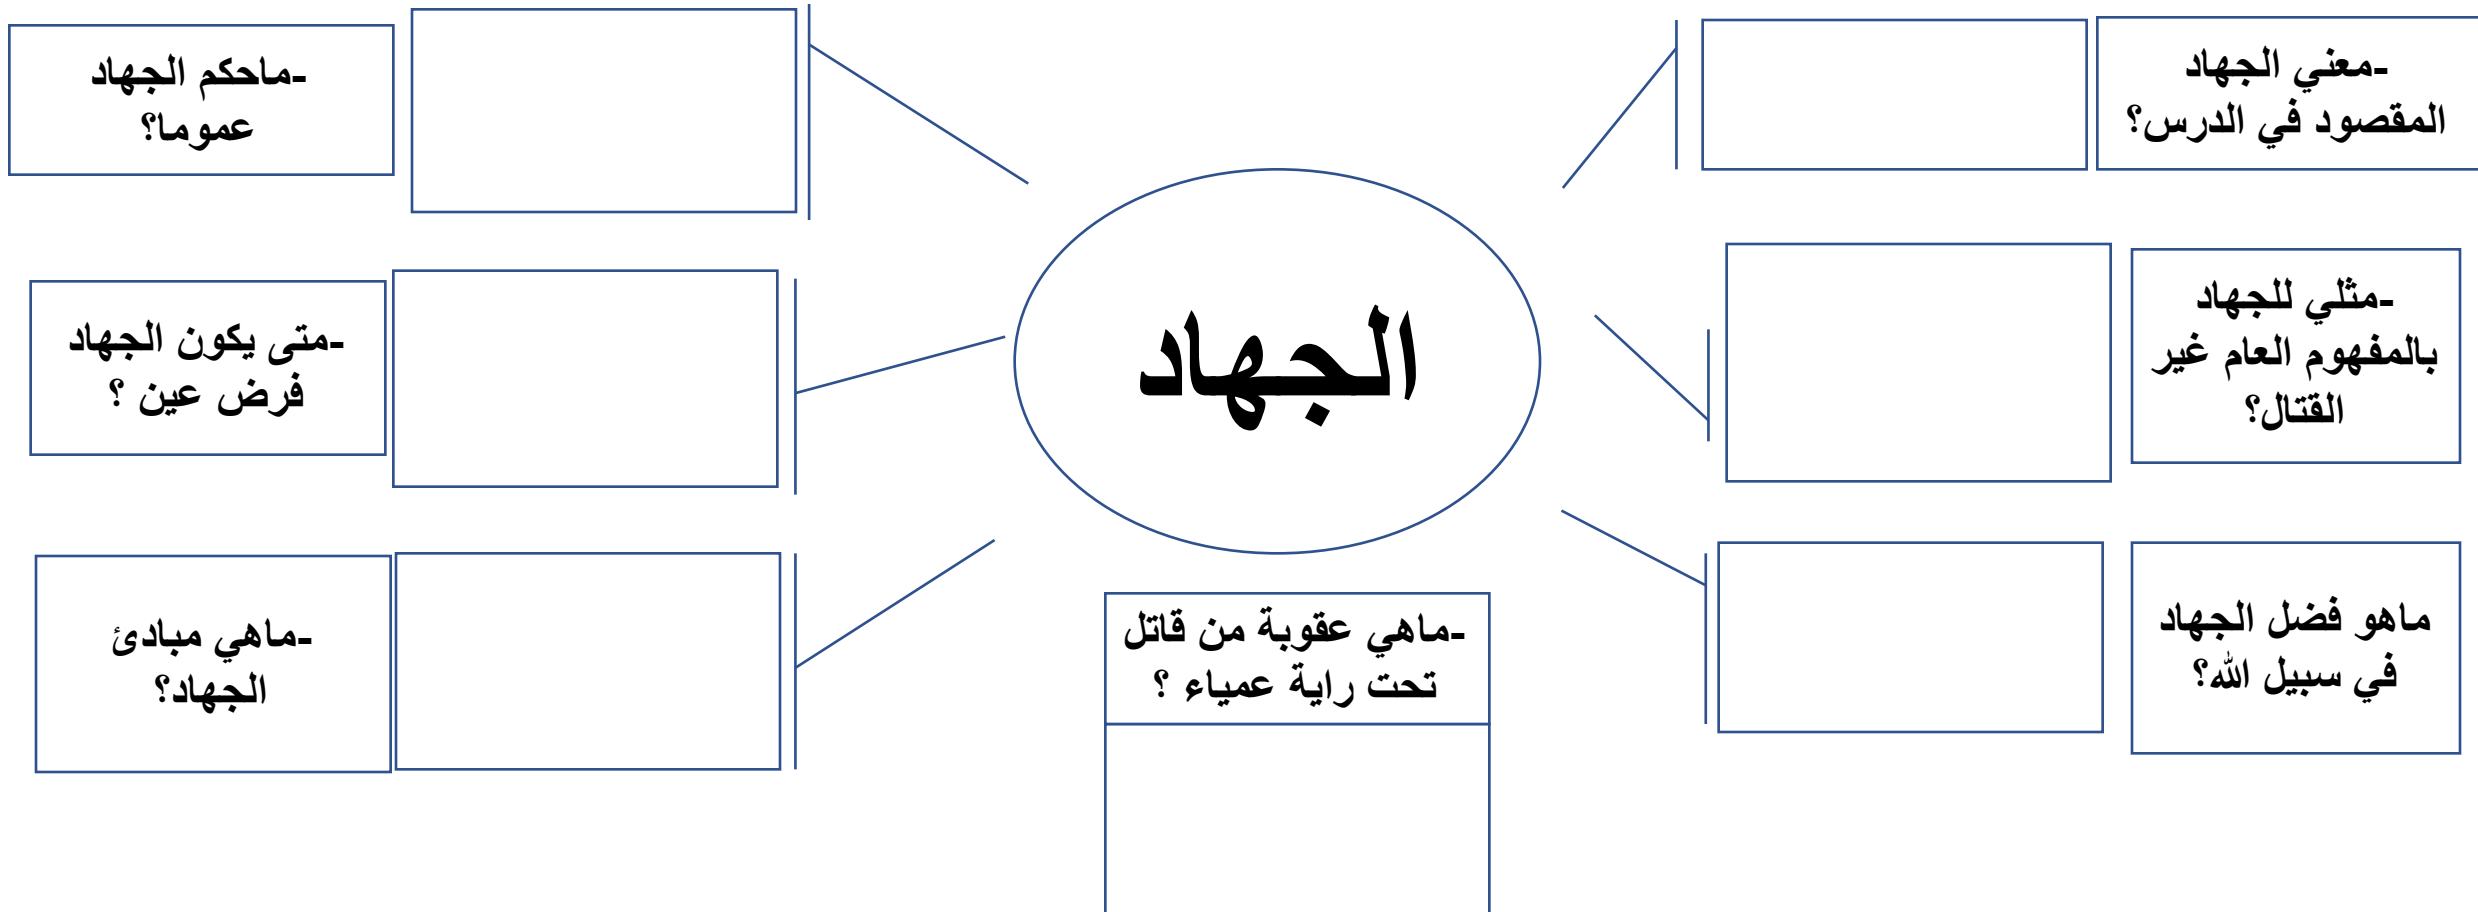 -معني الجهاد
المقصود في الدرس؟
-ماحكم الجهاد
عموما؟
-مثلي للجهاد
بالمفهوم العام غير
القتال؟
الجهاد
-متى يكون الجهاد
فرض عين ؟
ماهو فضل الجهاد
في سبيل الله؟
-ماهي مبادئ
الجهاد؟
-ماهي عقوبة من قاتل
تحت راية عمياء ؟